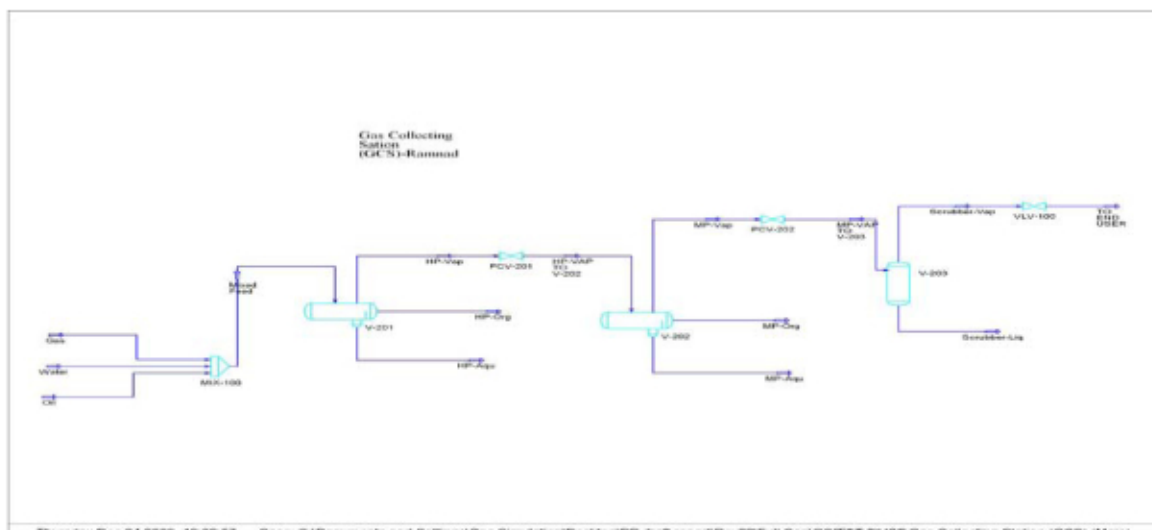 Gas Collecting
Sation
(GCS)-Ramnad
Scrubber-Vap
VLV-100
TO
END
USER
MP-Vap
PCV-202
MP-VAP
TO
V-203
V-203
HP-Vap
PCV-201
HP-VAP
TO
V-202
Mixed
Feed
V-201
HP-Org
HP-Aqu
V-202
MP-Org
MP-Aqu
Scrubber-Liq
Gas
Water
Oil
MIX-100